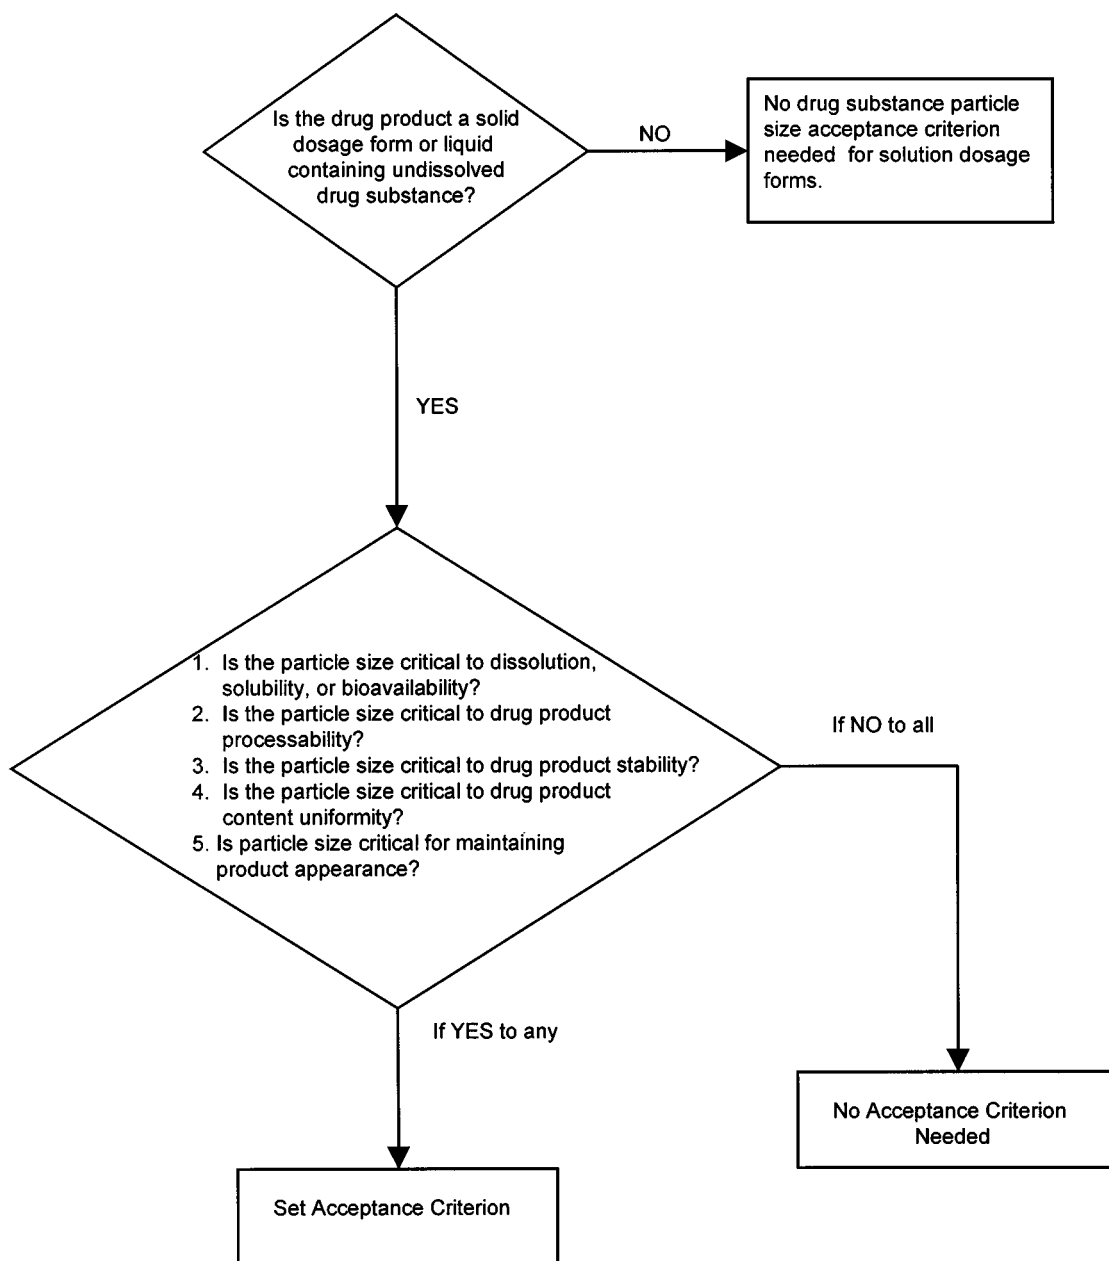 Is the drug product a solid
dosage form or liquid
containing undissolved
drug substance?
NO
No drug substance particle
size acceptance criterion
needed for solution dosage
forms.
YES
1. Is the particle size critical to dissolution,
solubility, or bioavailability?
2. Is the particle size critical to drug product
processability?
3. Is the particle size critical to drug product stability?
4. Is the particle size critical to drug product
content uniformity?
5. Is particle size critical for maintaining
product appearance?
If NO to all
If YES to any
No Acceptance Criterion
Needed
Set Acceptance Criterion